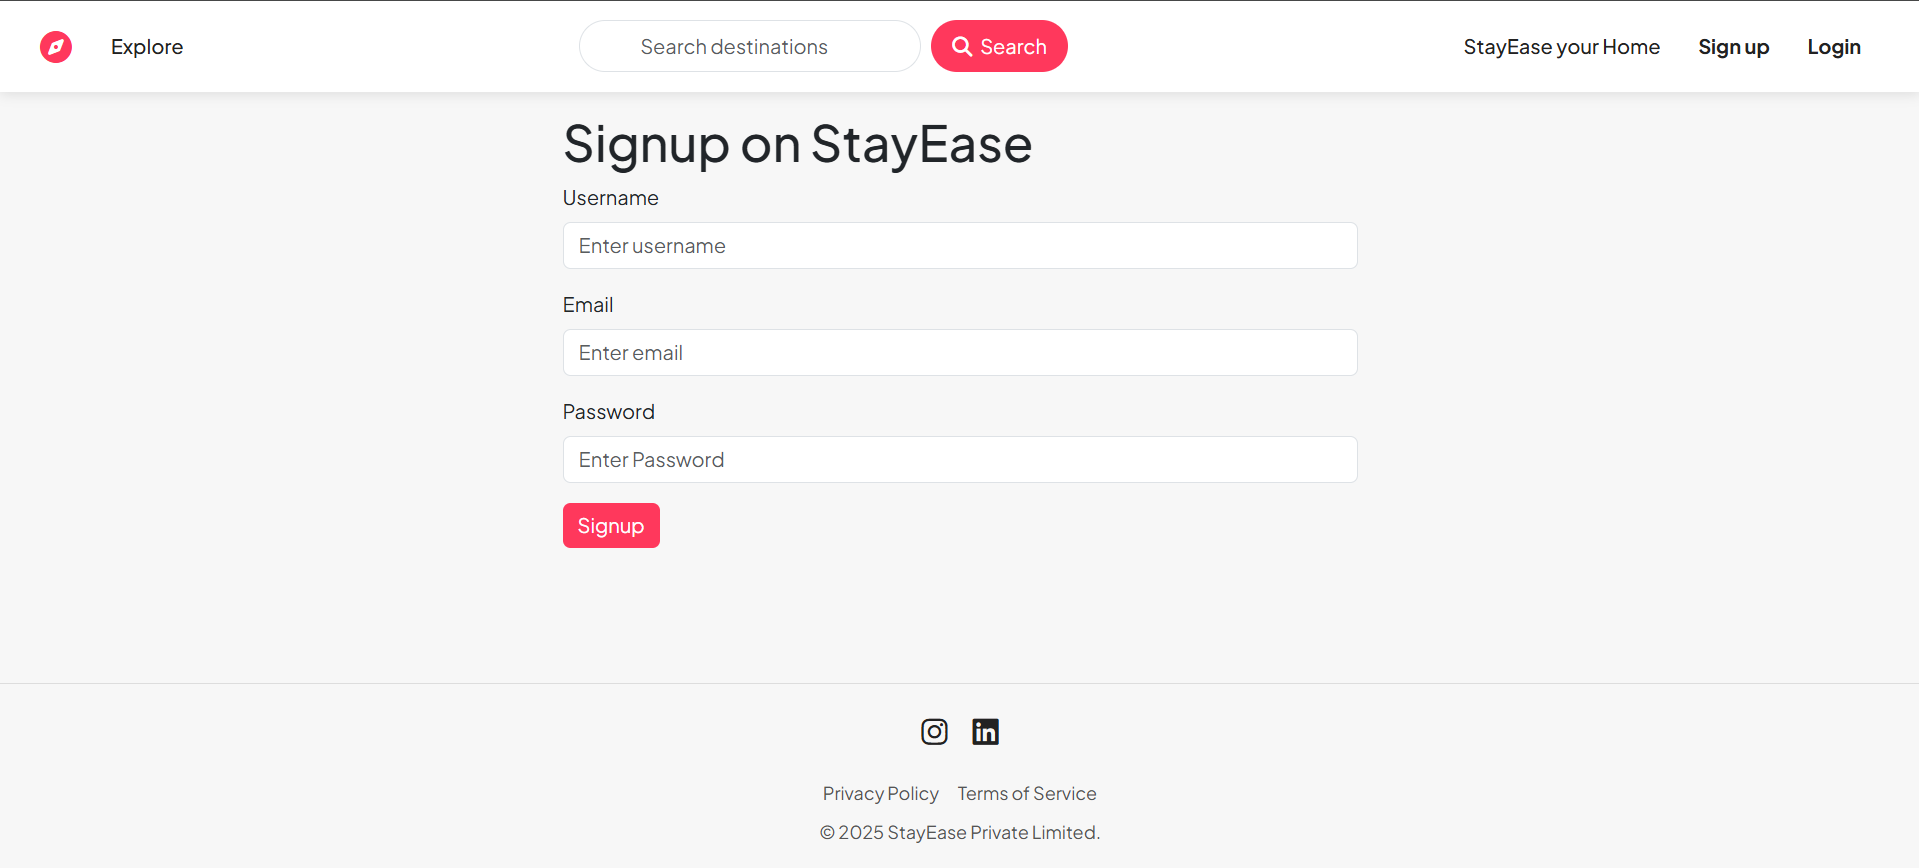 Explore
Search destinations
Search
StayEase your Home
Sign up
Login
Signup on StayEase
Username
Enter username
Email
Enter email
Password
Enter Password
Signup
Privacy Policy
Terms of Service
© 2025 StayEase Private Limited.